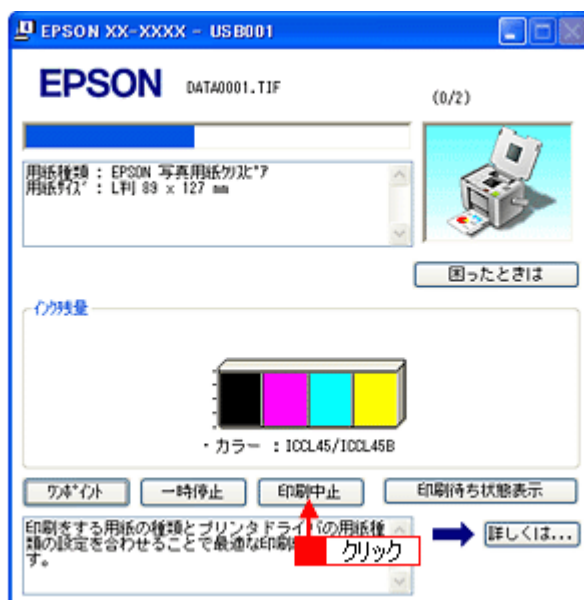 EPSON XX-XXXX - USB001
EPSON DATA0001.TIF (0/2)
用紙種類 : EPSON 写真用紙クリスピア
用紙サイズ : L判 89 x 127 mm
困ったときは
インク残量
・カラー : ICCL45/ICCL45B
ワンポイント 一時停止 印刷中止 印刷待ち状態表示
印刷をする用紙の種類とプリンタドライバの用紙種
類の設定を合わせることで最適な印刷
す。
クリック
詳しくは...